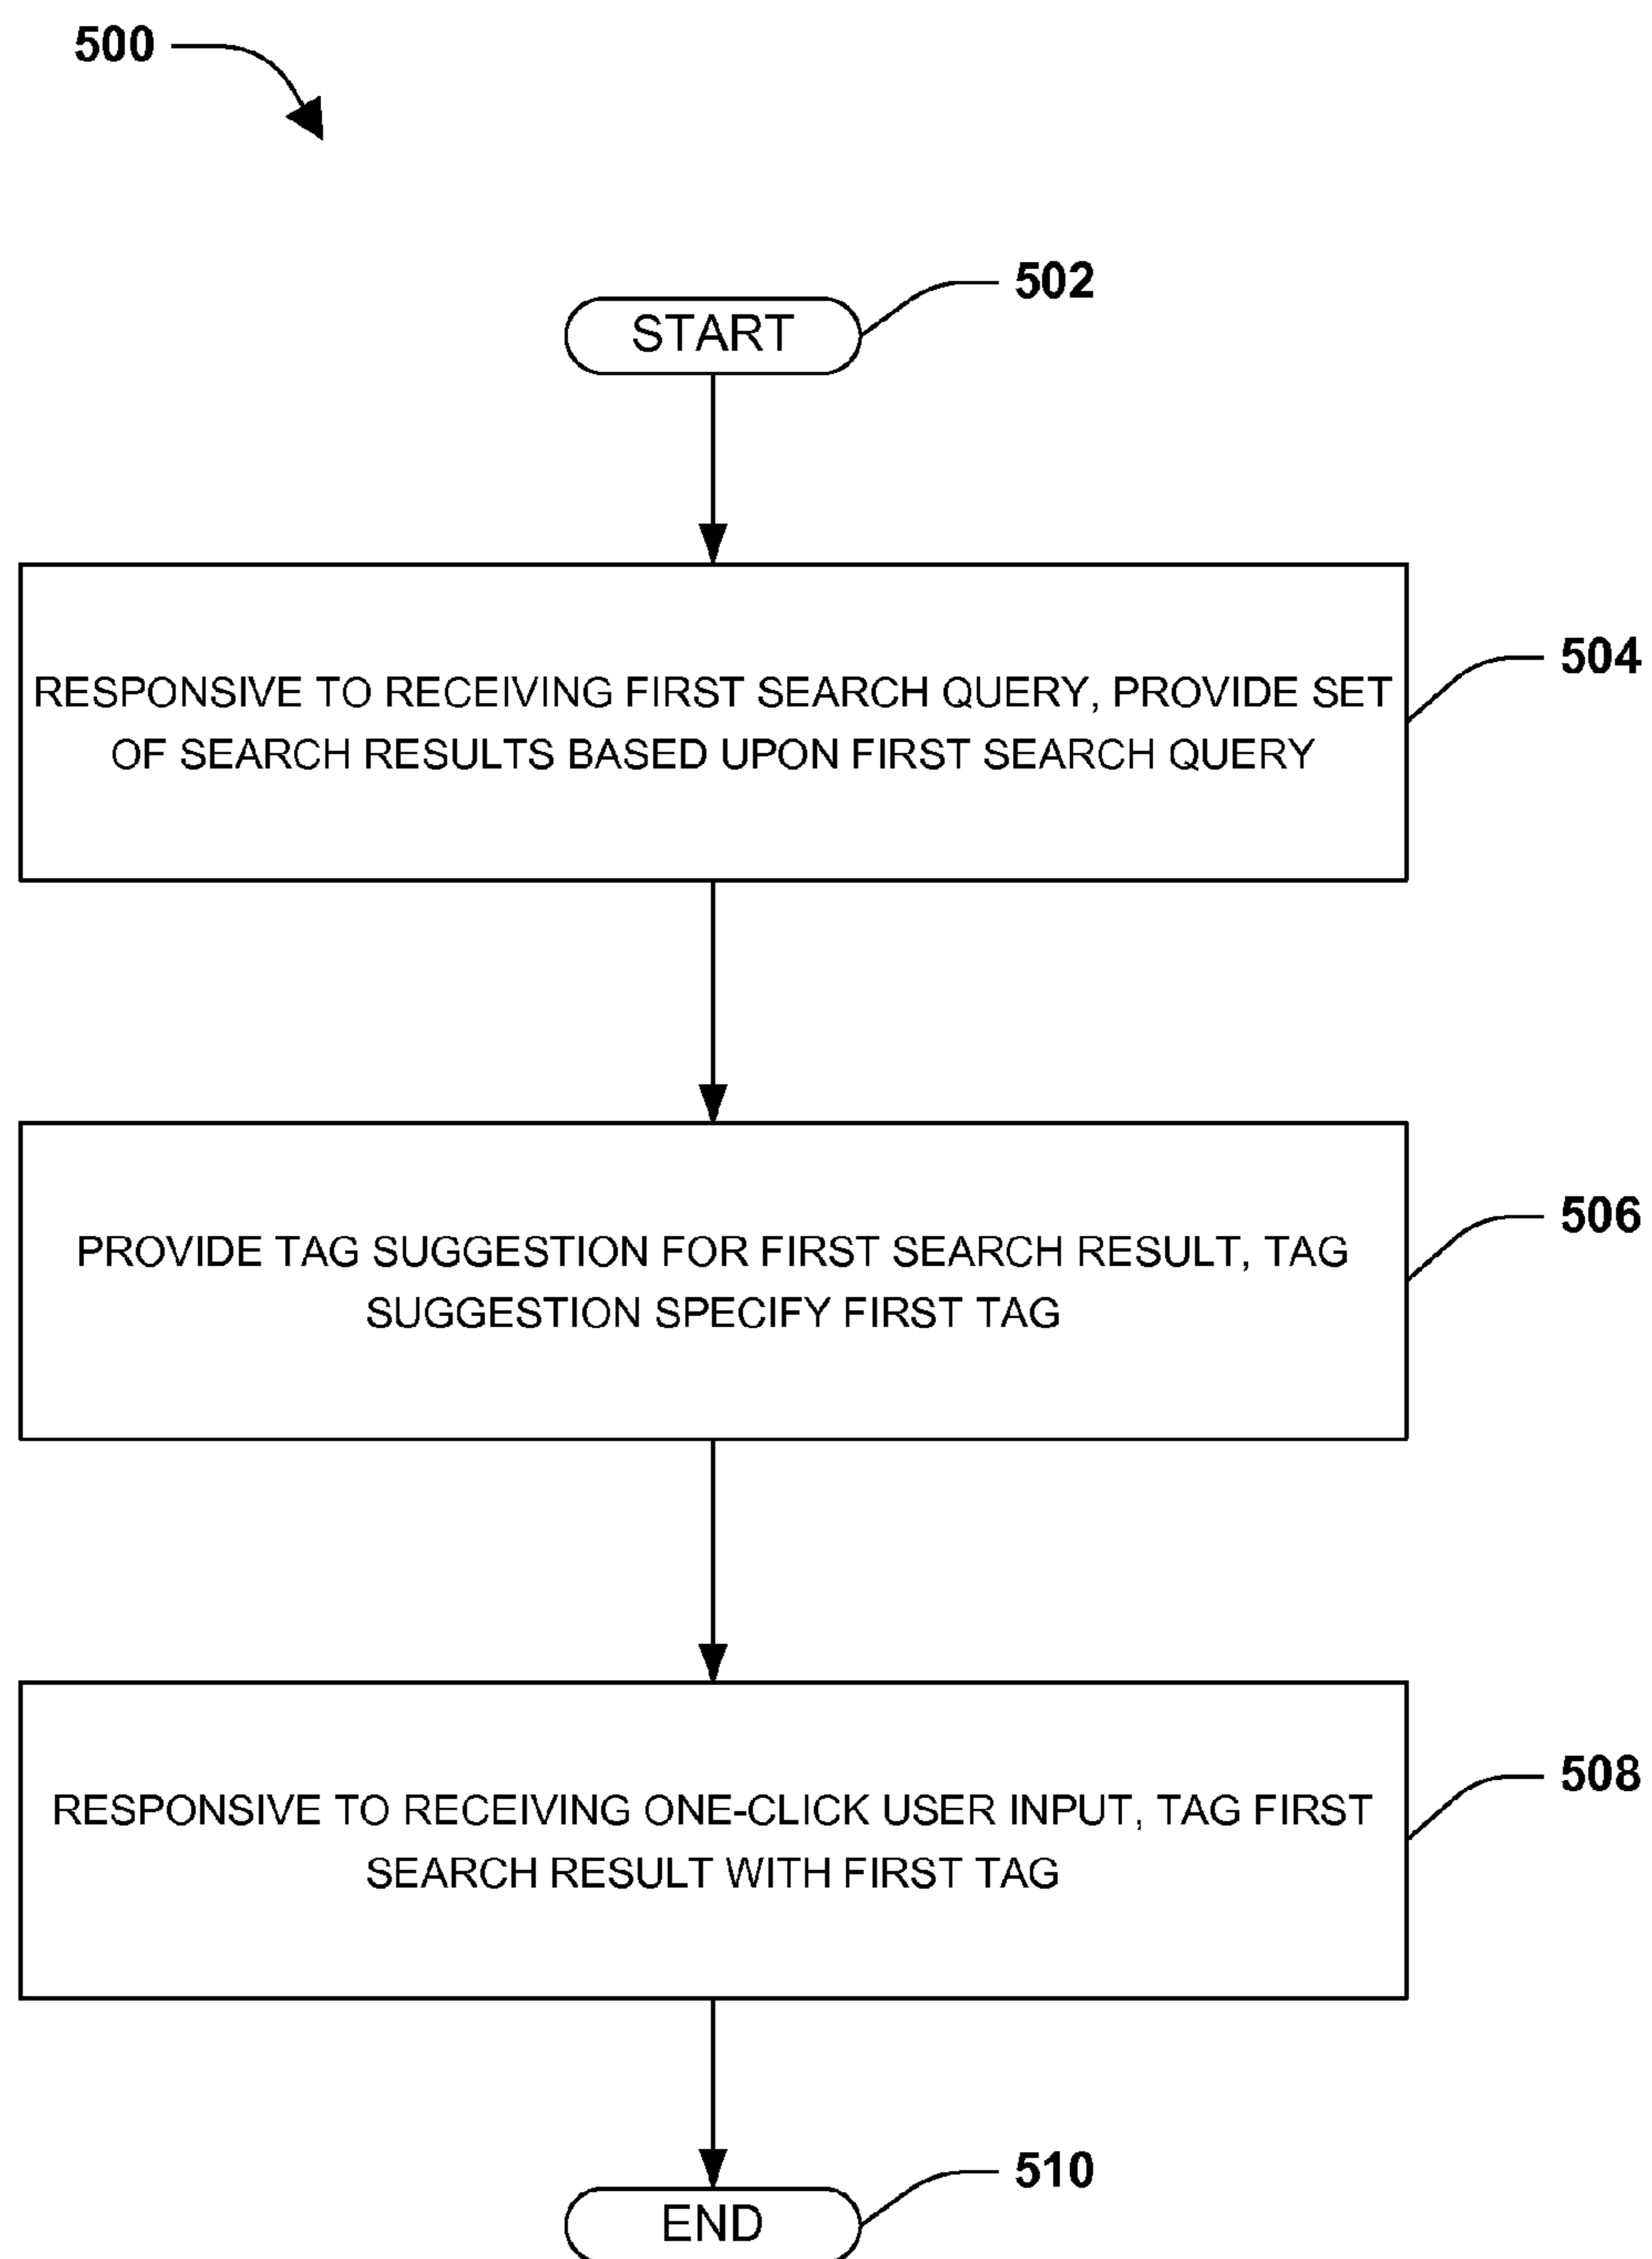 500
502
START
504
RESPONSIVE TO RECEIVING FIRST SEARCH QUERY, PROVIDE SET
OF SEARCH RESULTS BASED UPON FIRST SEARCH QUERY
506
PROVIDE TAG SUGGESTION FOR FIRST SEARCH RESULT, TAG
SUGGESTION SPECIFY FIRST TAG
508
RESPONSIVE TO RECEIVING ONE-CLICK USER INPUT, TAG FIRST
SEARCH RESULT WITH FIRST TAG
510
END